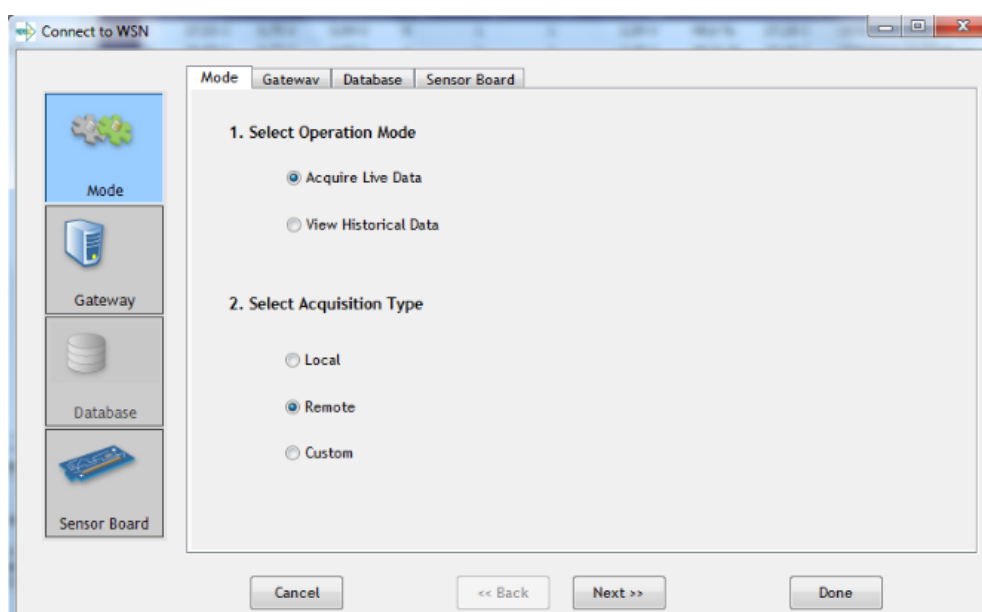 Connect to WSN
Mode Gateway Database Sensor Board
1. Select Operation Mode
Acquire Live Data
View Historical Data
Mode
Gateway
2. Select Acquisition Type
Local
Remote
Database
Custom
Sensor Board
Cancel << Back Next >> Done